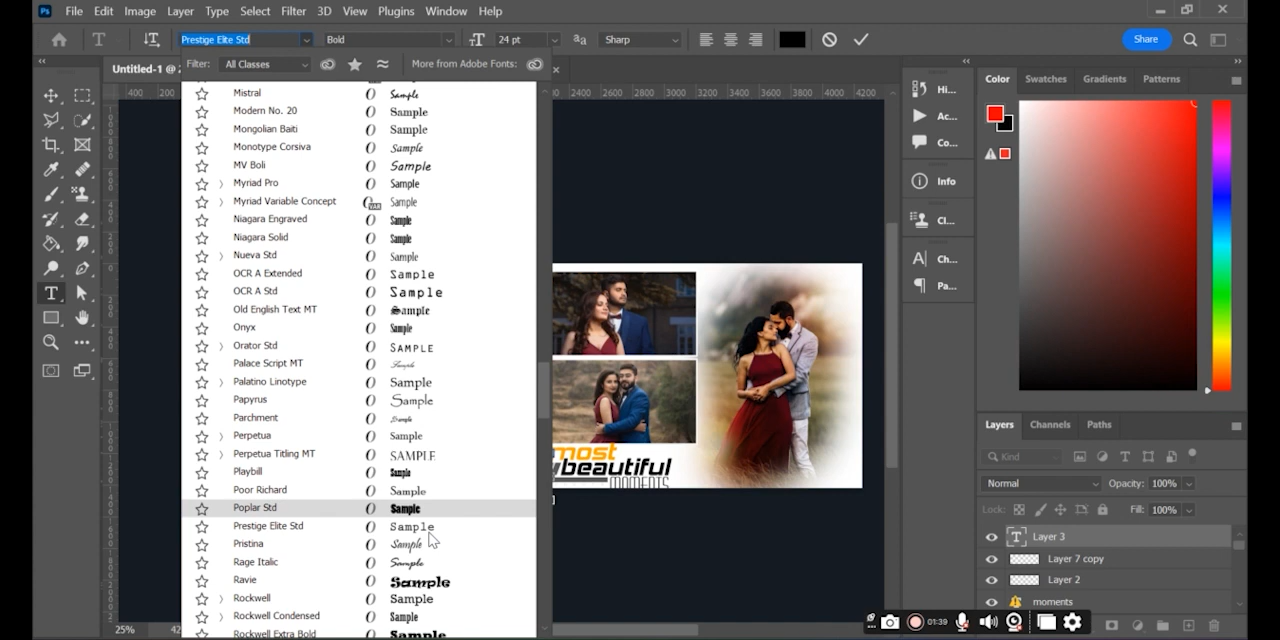 File Edit Image Layer Type Select Filter 3D View Plugins Window Help
Prestige Elite Std Bold 24 pt Sharp Share
Filter: All Classes More from Adobe Fonts:
Untitled-1 @
400 200 2400 2600 2800 3000 3200 3400 3600 3800 4000 4200
Mistral Sample
Modern No. 20 Sample
Mongolian Baiti Sample
Monotype Corsiva Sample
MV Boli Sample
Myriad Pro Sample
Myriad Variable Concept Sample
Niagara Engraved Sample
Niagara Solid Sample
Nueva Std Sample
OCR A Extended Sample
OCR A Std Sample
Old English Text MT Sample
Onyx Sample
Orator Std SAMPLE
Palace Script MT Sample
Palatino Linotype Sample
Papyrus Sample
Parchment Sample
Perpetua Sample
Perpetua Titling MT SAMPLE
Playbill Sample
Poor Richard Sample
Poplar Std Sample
Prestige Elite Std Sample
Pristina Sample
Rage Italic Sample
Ravie Sample
Rockwell Sample
Rockwell Condensed Sample
Rockwell Extra Bold Sample
most
beautiful
MOMENTS
25%
Hi...
Ac...
Co...
Info
Cl...
Ch...
Pa...
Color Swatches Gradients Patterns
Layers Channels Paths
Kind
Normal Opacity: 100%
Lock: Fill: 100%
Layer 3
Layer 7 copy
Layer 2
moments
01:39